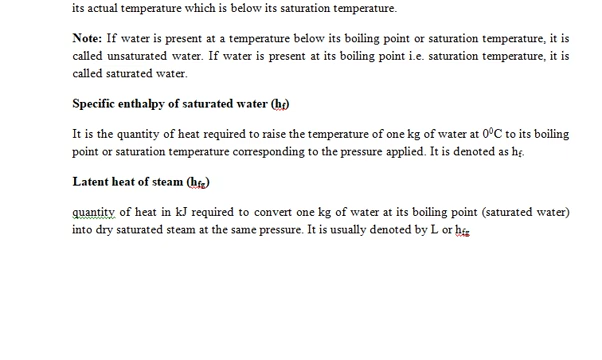 its actual temperature which is below its saturation temperature.
Note: If water is present at a temperature below its boiling point or saturation temperature, it is
called unsaturated water. If water is present at its boiling point i.e. saturation temperature, it is
called saturated water.
Specific enthalpy of saturated water (hf)
It is the quantity of heat required to raise the temperature of one kg of water at 0⁰C to its boiling
point or saturation temperature corresponding to the pressure applied. It is denoted as hf.
Latent heat of steam (hfg)
quantity of heat in kJ required to convert one kg of water at its boiling point (saturated water)
into dry saturated steam at the same pressure. It is usually denoted by L or hfg